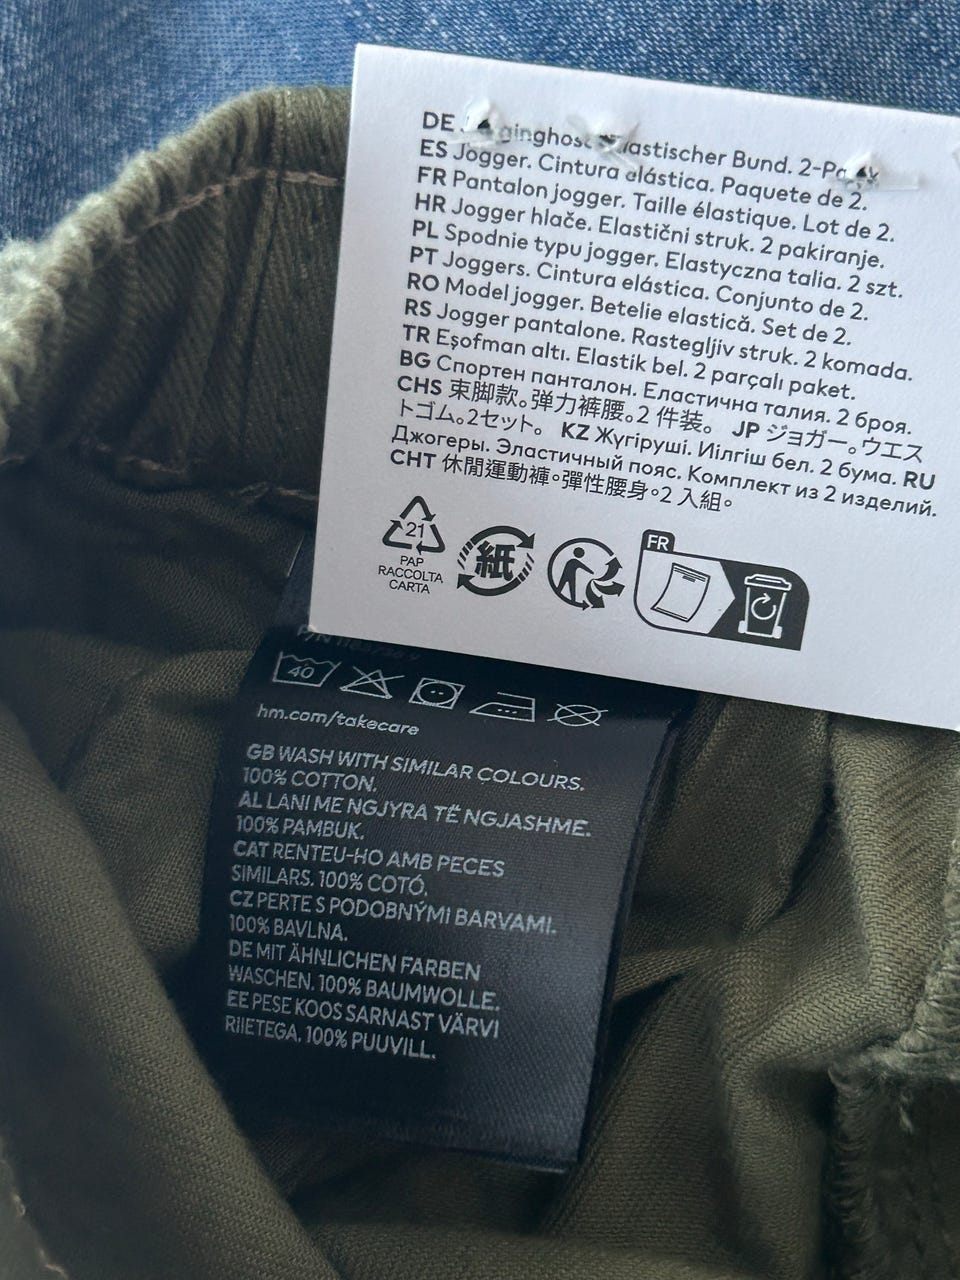 DE Jogginghose. Elastischer Bund. 2-Pack
ES Jogger. Cintura elástica. Paquete de 2.
FR Pantalon jogger. Taille élastique. Lot de 2.
HR Jogger hlače. Elastični struk. 2 pakiranje.
PL Spodnie typu jogger. Elastyczna talia. 2 szt.
PT Joggers. Cintura elástica. Conjunto de 2.
RO Model jogger. Betelie elastică. Set de 2.
RS Jogger pantalone. Rastegljiv struk. 2 komada.
TR Eşofman altı. Elastik bel. 2 parçalı paket.
BG Спортен панталон. Еластична талия. 2 броя.
CHS 束脚款。弹力裤腰。2 件装。 JP ジョガー。ウエス
トゴム。2セット。 KZ Жүгіруші. Иілгіш бел. 2 бума. RU
Джогеры. Эластичный пояс. Комплект из 2 изделий.
CHT 休閒運動褲。彈性腰身。2 入組。
21
PAP
RACCOLTA
CARTA
紙
FR
40
hm.com/takecare
GB WASH WITH SIMILAR COLOURS.
100% COTTON.
AL LANI ME NGJYRA TË NGJASHME.
100% PAMBUK.
CAT RENTEU-HO AMB PECES
SIMILARS. 100% COTÓ.
CZ PERTE S PODOBNÝMI BARVAMI.
100% BAVLNA.
DE MIT ÄHNLICHEN FARBEN
WASCHEN. 100% BAUMWOLLE.
EE PESE KOOS SARNAST VÄRVI
RIIETEGA. 100% PUUVILL.